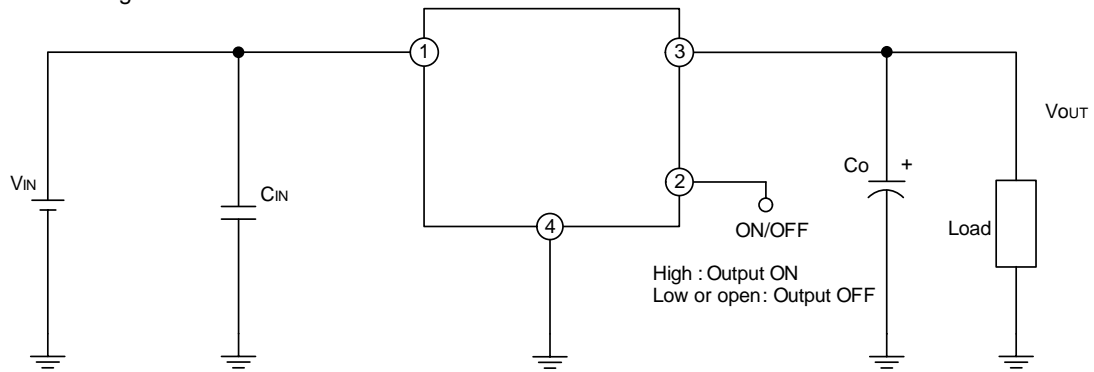 1
3
VOUT
Co +
VIN
CIN
2
ON/OFF
Load
4
High : Output ON
Low or open : Output OFF